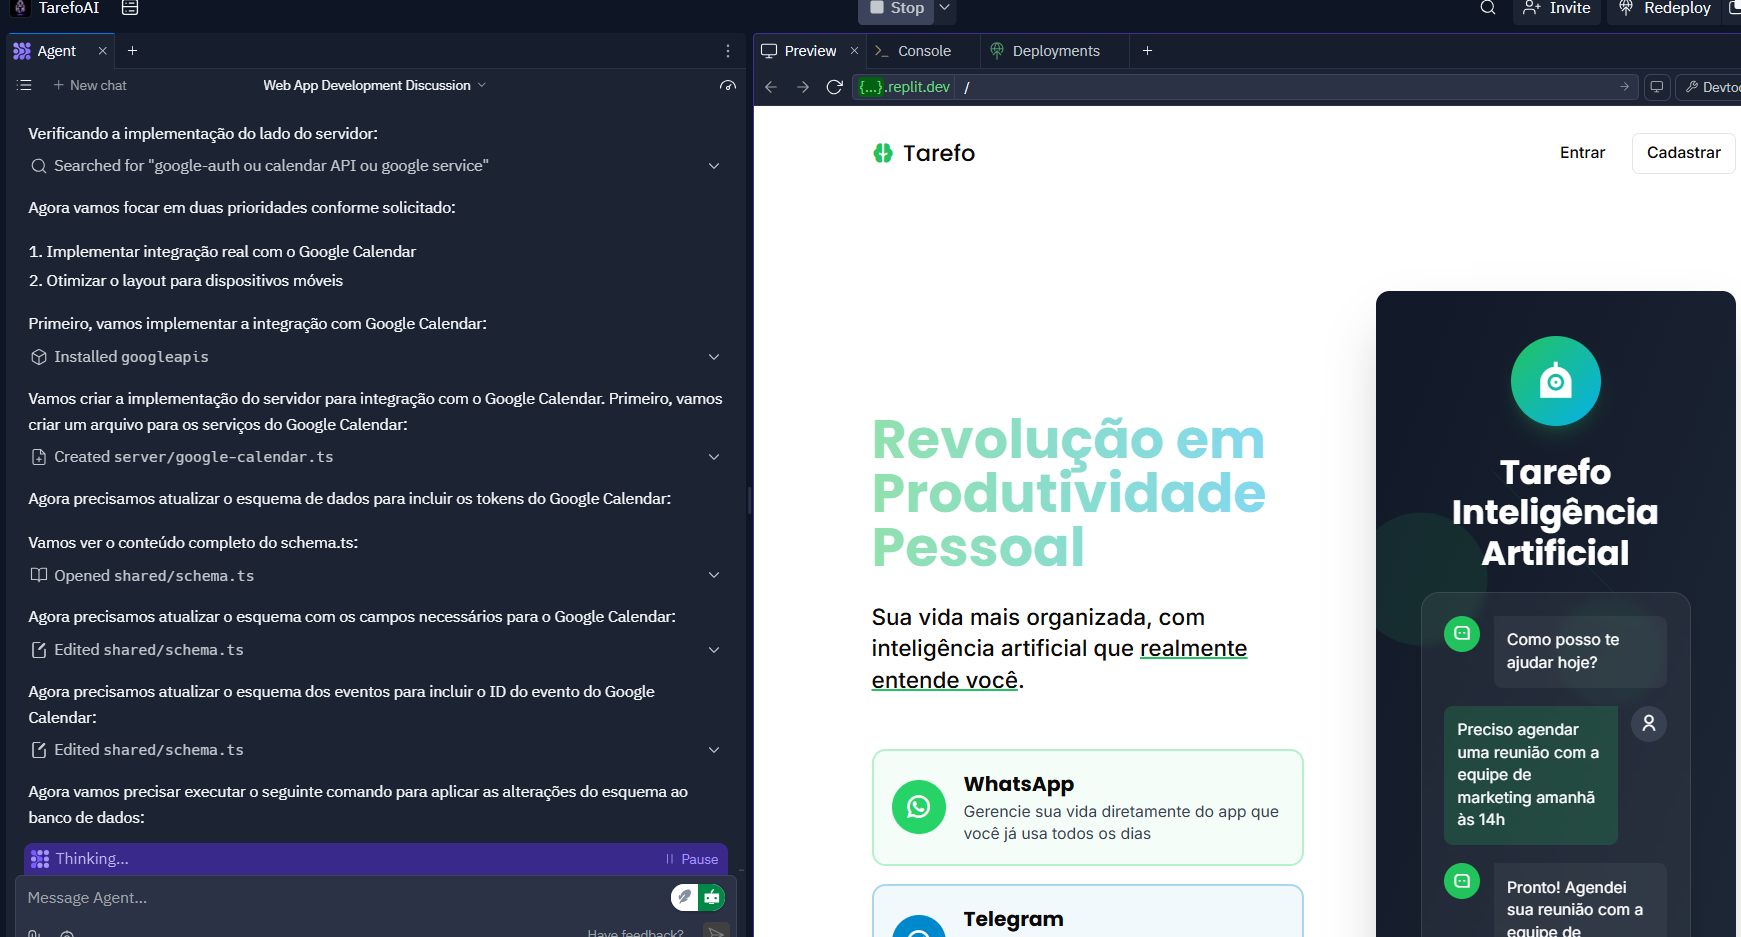 TarefoAI
Stop
Invite
Redeploy
Agent
New chat
Web App Development Discussion
Verificando a implementação do lado do servidor:
Searched for "google-auth ou calendar API ou google service"
Agora vamos focar em duas prioridades conforme solicitado:
1. Implementar integração real com o Google Calendar
2. Otimizar o layout para dispositivos móveis
Primeiro, vamos implementar a integração com Google Calendar:
Installed googleapis
Vamos criar a implementação do servidor para integração com o Google Calendar. Primeiro, vamos
criar um arquivo para os serviços do Google Calendar:
Created server/google-calendar.ts
Agora precisamos atualizar o esquema de dados para incluir os tokens do Google Calendar:
Vamos ver o conteúdo completo do schema.ts:
Opened shared/schema.ts
Agora precisamos atualizar o esquema com os campos necessários para o Google Calendar:
Edited shared/schema.ts
Agora precisamos atualizar o esquema dos eventos para incluir o ID do evento do Google
Calendar:
Edited shared/schema.ts
Agora vamos precisar executar o seguinte comando para aplicar as alterações do esquema ao
banco de dados:
Thinking...
Pause
Message Agent...
Have feedback?
Preview
Console
Deployments
{...}.replit.dev /
Devtoo
Tarefo
Entrar
Cadastrar
Revolução em
Produtividade
Pessoal
Sua vida mais organizada, com
inteligência artificial que realmente
entende você.
WhatsApp
Gerencie sua vida diretamente do app que
você já usa todos os dias
Telegram
Tarefo
Inteligência
Artificial
Como posso te
ajudar hoje?
Preciso agendar
uma reunião com a
equipe de
marketing amanhã
às 14h
Pronto! Agendei
sua reunião com a
equipe de